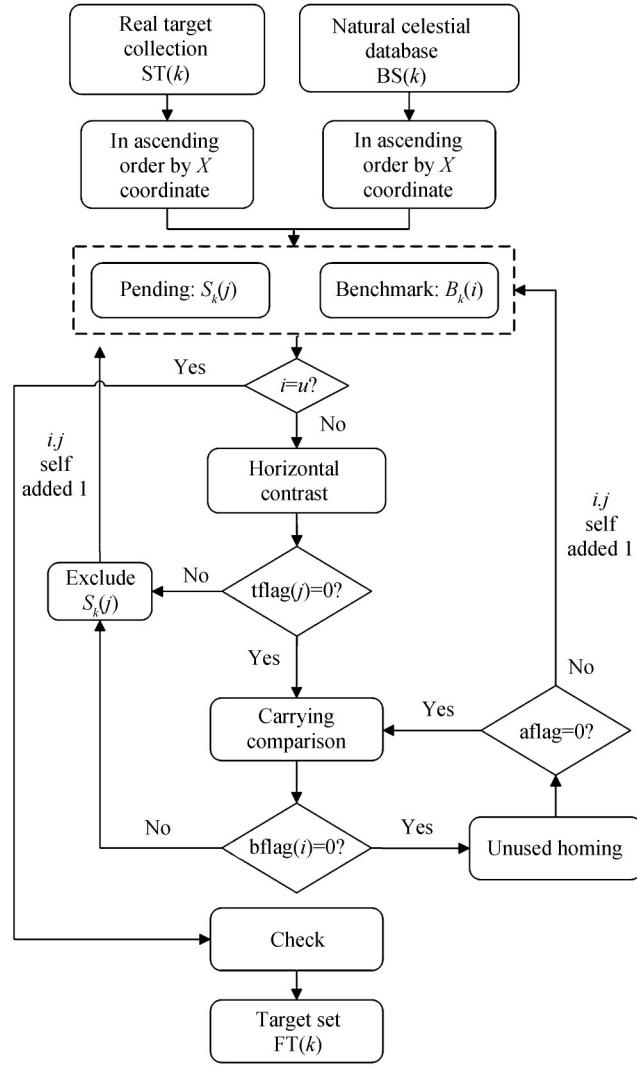 Real target
collection
ST(k)
Natural celestial
database
BS(k)
In ascending
order by X
coordinate
In ascending
order by X
coordinate
Pending: Sₖ(j)
Benchmark: Bₖ(i)
Yes
i=u?
No
i.j
self
added 1
Horizontal
contrast
i.j
self
added 1
Exclude
Sₖ(j)
No
tflag(j)=0?
Yes
No
Carrying
comparison
Yes
aflag=0?
No
bflag(i)=0?
Yes
Unused homing
Check
Target set
FT(k)